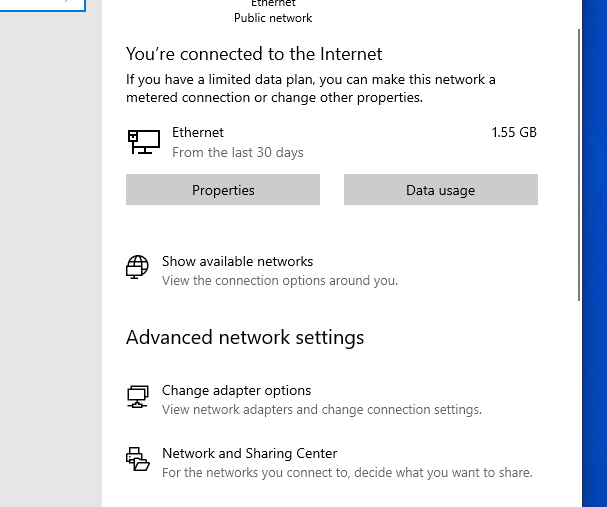 Ethernet
Public network
You're connected to the Internet
If you have a limited data plan, you can make this network a
metered connection or change other properties.
Ethernet
1.55 GB
From the last 30 days
Properties
Data usage
Show available networks
View the connection options around you.
Advanced network settings
Change adapter options
View network adapters and change connection settings.
Network and Sharing Center
For the networks you connect to, decide what you want to share.